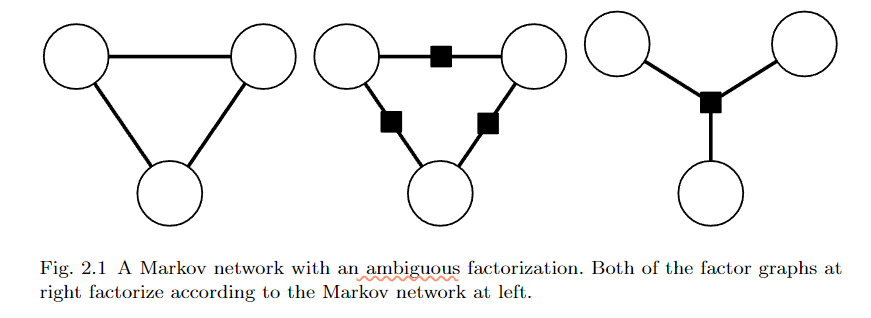 Fig. 2.1 A Markov network with an ambiguous factorization. Both of the factor graphs at
right factorize according to the Markov network at left.